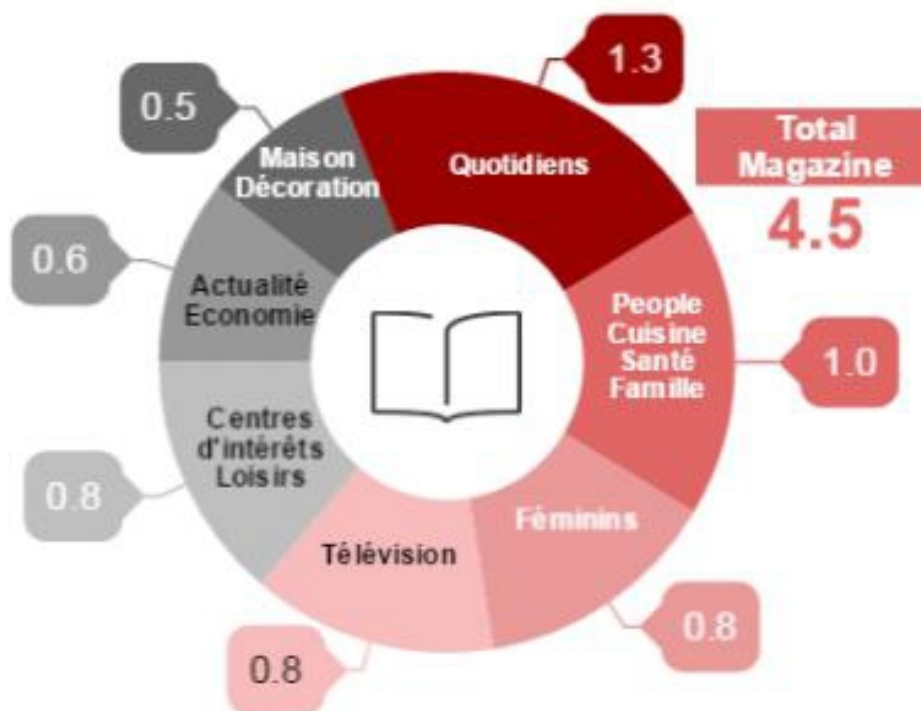 1.3
Quotidiens
Total
Magazine
4.5
People
Cuisine
Santé
Famille
1.0
Féminins
0.8
Télévision
0.8
Centres
d'intérêts
Loisirs
0.8
Actualité
Economie
0.6
Maison
Décoration
0.5